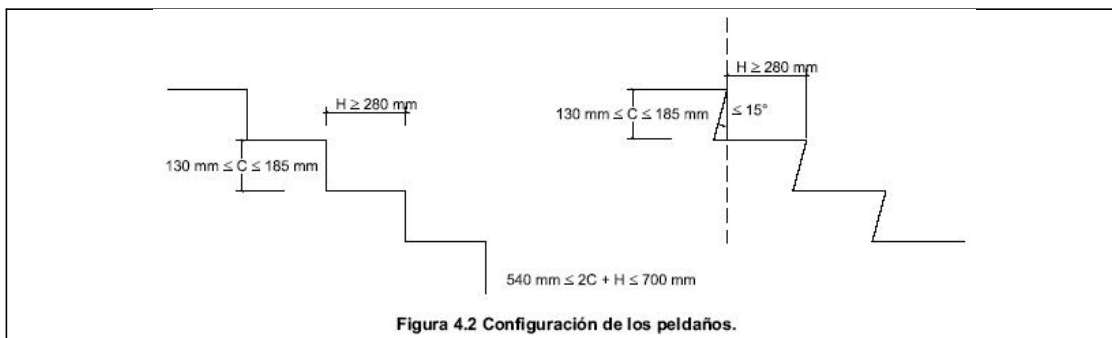 H ≥ 280 mm
130 mm ≤ C ≤ 185 mm
H ≥ 280 mm
130 mm ≤ C ≤ 185 mm
≤ 15°
540 mm ≤ 2C + H ≤ 700 mm
Figura 4.2 Configuración de los peldaños.